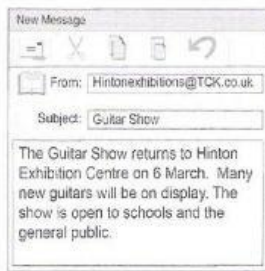 New Message
From: Hintonexhibitions@TCK.co.uk
Subject: Guitar Show
The Guitar Show returns to Hinton
Exhibition Centre on 6 March. Many
new guitars will be on display. The
show is open to schools and the
general public.